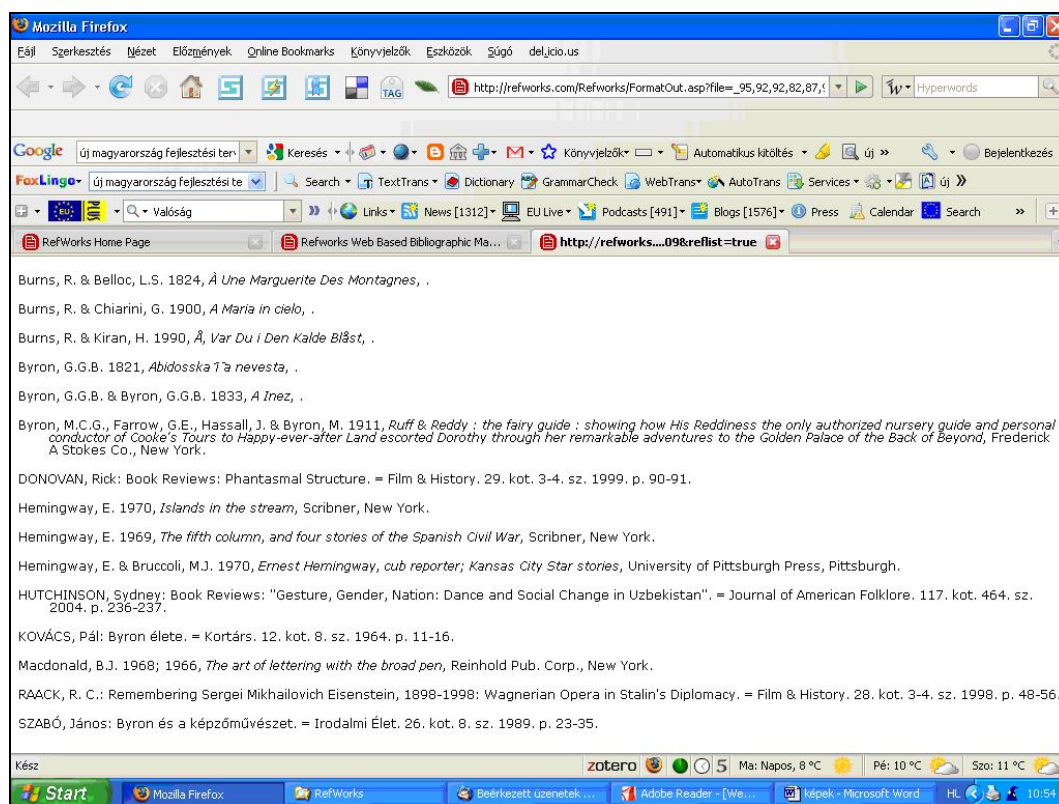 Mozilla Firefox
Fájl Szerkesztés Nézet Előzmények Online Bookmarks Könyvjelzők Eszközök Súgó del.icio.us
TAG http://refworks.com/Refworks/FormatOut.asp?file=_95,92,92,82,87,9 Hyperwords
Google új magyarország fejlesztési terv Keresés Könyvjelzők Automatikus kitöltés új » Bejelentkezés
FoxLingo új magyarország fejlesztési te Search TextTrans Dictionary GrammarCheck WebTrans AutoTrans Services új »
EU Valóság » Links News [1312] EU Live Podcasts [491] Blogs [1576] Press Calendar Search »
RefWorks Home Page Refworks Web Based Bibliographic Ma... http://refworks....09&reflist=true
Burns, R. & Belloc, L.S. 1824, À Une Marguerite Des Montagnes, .
Burns, R. & Chiarini, G. 1900, A Maria in cielo, .
Burns, R. & Kiran, H. 1990, Å, Var Du i Den Kalde Blåst, .
Byron, G.G.B. 1821, Abidosska nevesta, .
Byron, G.G.B. & Byron, G.G.B. 1833, A Inez, .
Byron, M.C.G., Farrow, G.E., Hassall, J. & Byron, M. 1911, Ruff & Reddy : the fairy guide : showing how His Reddiness the only authorized nursery guide and personal
conductor of Cooke's Tours to Happy-ever-after Land escorted Dorothy through her remarkable adventures to the Golden Palace of the Back of Beyond, Frederick
A Stokes Co., New York.
DONOVAN, Rick: Book Reviews: Phantasmal Structure. = Film & History. 29. kot. 3-4. sz. 1999. p. 90-91.
Hemingway, E. 1970, Islands in the stream, Scribner, New York.
Hemingway, E. 1969, The fifth column, and four stories of the Spanish Civil War, Scribner, New York.
Hemingway, E. & Bruccoli, M.J. 1970, Ernest Hemingway, cub reporter; Kansas City Star stories, University of Pittsburgh Press, Pittsburgh.
HUTCHINSON, Sydney: Book Reviews: "Gesture, Gender, Nation: Dance and Social Change in Uzbekistan". = Journal of American Folklore. 117. kot. 464. sz.
2004. p. 236-237.
KOVÁCS, Pál: Byron élete. = Kortárs. 12. kot. 8. sz. 1964. p. 11-16.
Macdonald, B.J. 1968; 1966, The art of lettering with the broad pen, Reinhold Pub. Corp., New York.
RAACK, R. C.: Remembering Sergei Mikhailovich Eisenstein, 1898-1998: Wagnerian Opera in Stalin's Diplomacy. = Film & History. 28. kot. 3-4. sz. 1998. p. 48-56.
SZABÓ, János: Byron és a képzőművészet. = Irodalmi Élet. 26. kot. 8. sz. 1989. p. 23-35.
Kész zotero 5 Ma: Napos, 8 °C Pé: 10 °C Szo: 11 °C
Start Mozilla Firefox RefWorks Beérkezett üzenetek ... Adobe Reader - [We... képek - Microsoft Word HL 10:54